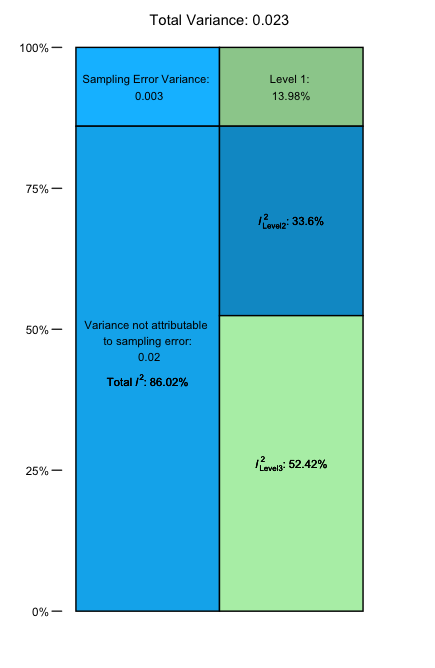 Total Variance: 0.023
100%
75%
50%
25%
0%
Sampling Error Variance:
0.003
Level 1:
13.98%
I²Level2: 33.6%
Variance not attributable
to sampling error:
0.02
Total I²: 86.02%
I²Level3: 52.42%